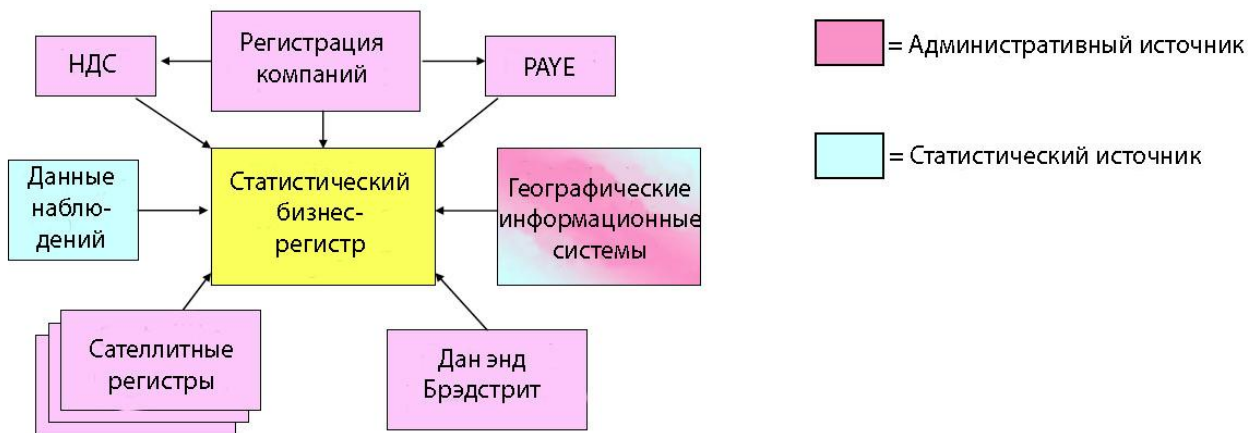 НДС
Регистрация
компаний
PAYE
= Административный источник
= Статистический источник
Данные
наблю-
дений
Статистический
бизнес-
регистр
Географические
информационные
системы
Сателлитные
регистры
Дан энд
Брэдстрит